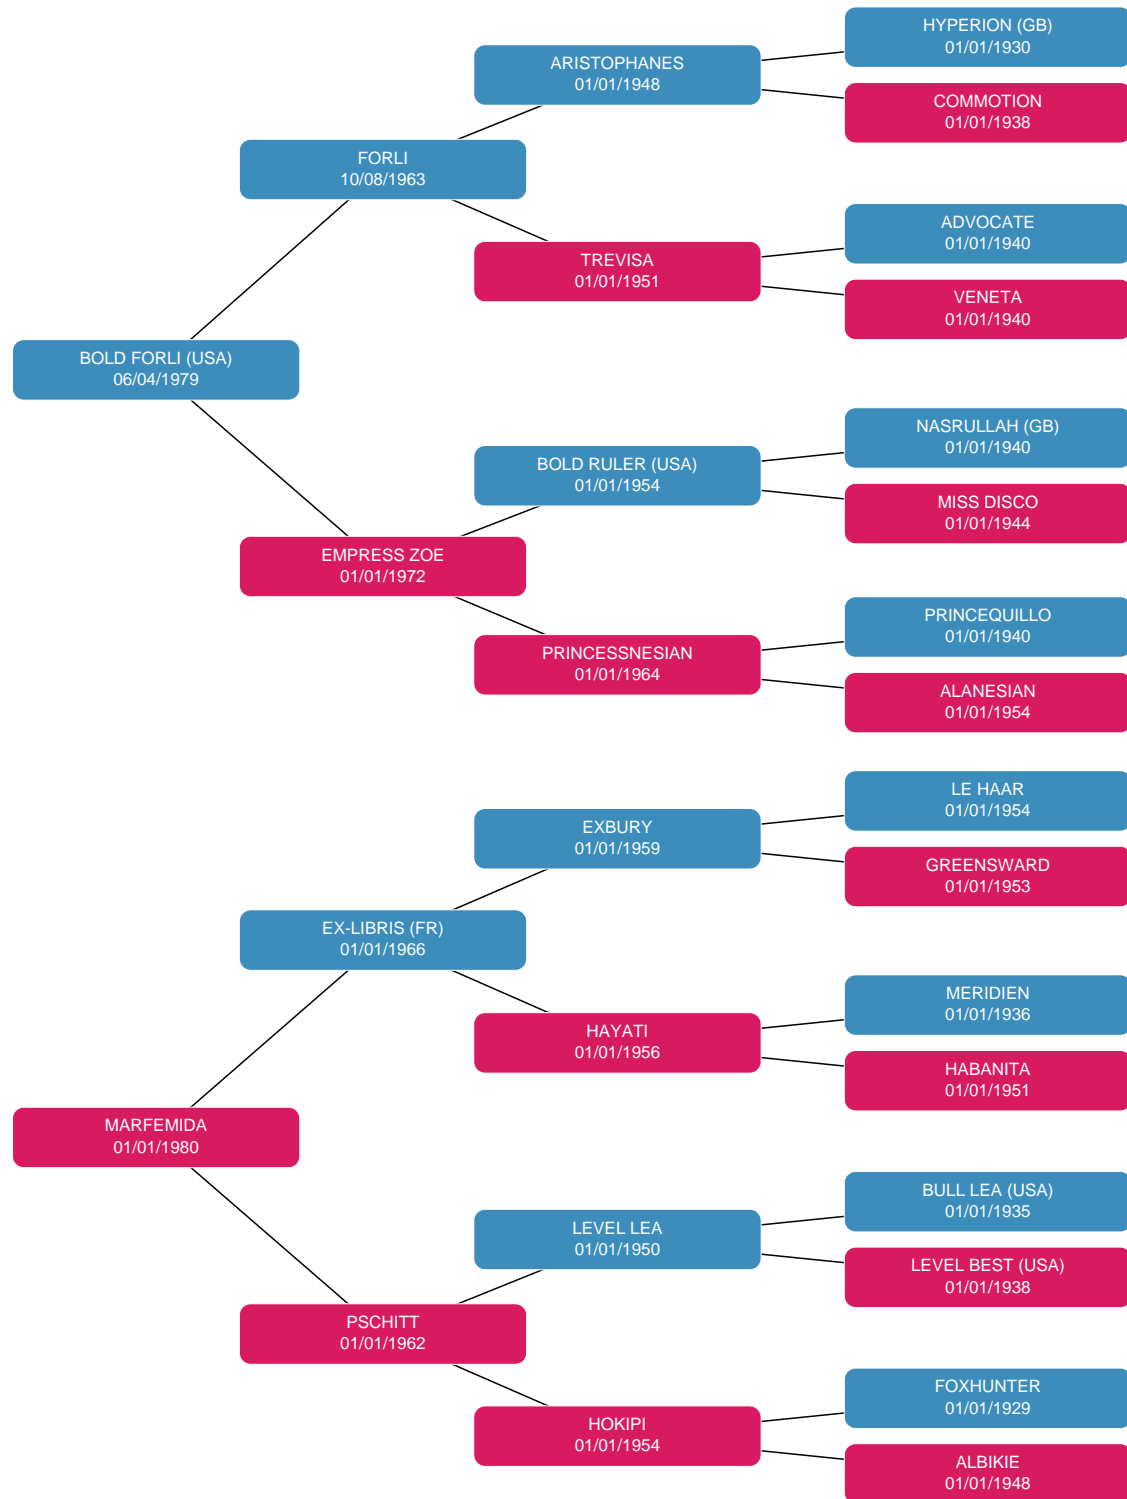 HYPERION (GB)
01/01/1930
ARISTOPHANES
01/01/1948
COMMOTION
01/01/1938
FORLI
10/08/1963
ADVOCATE
01/01/1940
TREVISA
01/01/1951
VENETA
01/01/1940
BOLD FORLI (USA)
06/04/1979
NASRULLAH (GB)
01/01/1940
BOLD RULER (USA)
01/01/1954
MISS DISCO
01/01/1944
EMPRESS ZOE
01/01/1972
PRINCEQUILLO
01/01/1940
PRINCESSNESIAN
01/01/1964
ALANESIAN
01/01/1954
LE HAAR
01/01/1954
EXBURY
01/01/1959
GREENSWARD
01/01/1953
EX-LIBRIS (FR)
01/01/1966
MERIDIEN
01/01/1936
HAYATI
01/01/1956
HABANITA
01/01/1951
MARFEMIDA
01/01/1980
BULL LEA (USA)
01/01/1935
LEVEL LEA
01/01/1950
LEVEL BEST (USA)
01/01/1938
PSCHITT
01/01/1962
FOXHUNTER
01/01/1929
HOKIPI
01/01/1954
ALBIKIE
01/01/1948